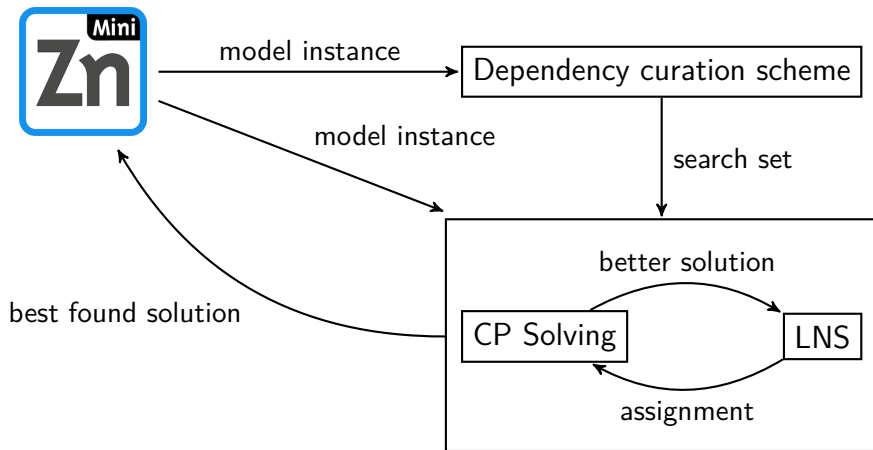 Mini
Zn
model instance
Dependency curation scheme
model instance
search set
better solution
best found solution
CP Solving
LNS
assignment